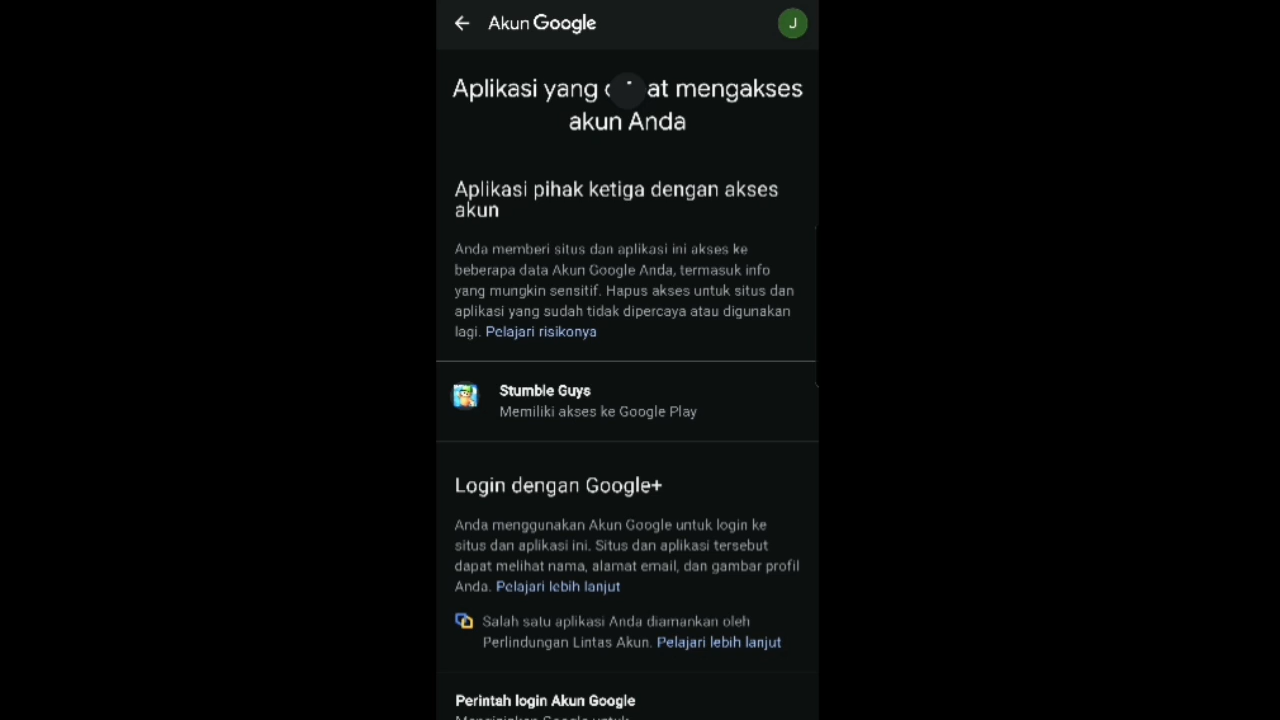 Akun Google
J
Aplikasi yang at mengakses
akun Anda
Aplikasi pihak ketiga dengan akses
akun
Anda memberi situs dan aplikasi ini akses ke
beberapa data Akun Google Anda, termasuk info
yang mungkin sensitif. Hapus akses untuk situs dan
aplikasi yang sudah tidak dipercaya atau digunakan
lagi. Pelajari risikonya
Stumble Guys
Memiliki akses ke Google Play
Login dengan Google+
Anda menggunakan Akun Google untuk login ke
situs dan aplikasi ini. Situs dan aplikasi tersebut
dapat melihat nama, alamat email, dan gambar profil
Anda. Pelajari lebih lanjut
Salah satu aplikasi Anda diamankan oleh
Perlindungan Lintas Akun. Pelajari lebih lanjut
Perintah login Akun Google